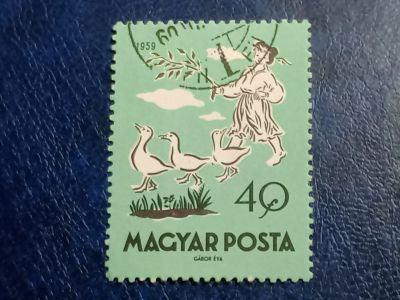 1959
40
MAGYAR POSTA
GÁBOR ÉVA